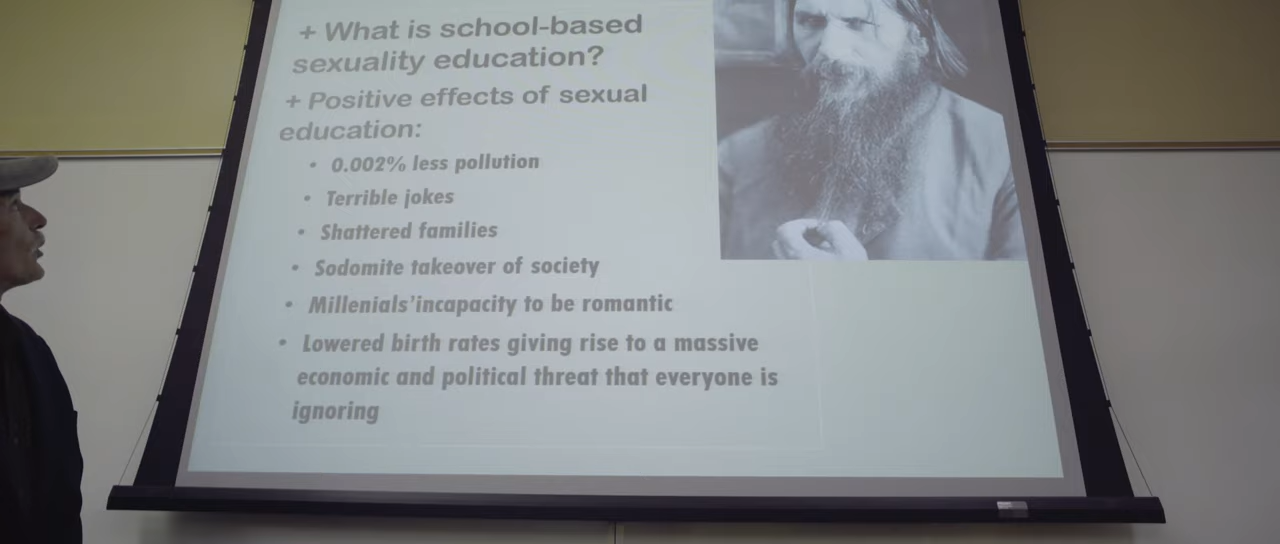 + What is school-based
sexuality education?
+ Positive effects of sexual
education:
• 0.002% less pollution
• Terrible jokes
• Shattered families
• Sodomite takeover of society
• Millenials'incapacity to be romantic
• Lowered birth rates giving rise to a massive
economic and political threat that everyone is
ignoring